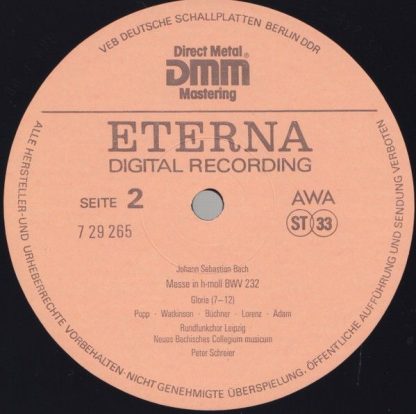 VEB DEUTSCHE SCHALLPLATTEN BERLIN DDR
Direct Metal
DMM®
Mastering
ETERNA
DIGITAL RECORDING
SEITE 2
AWA
7 29 265
ST 33
Johann Sebastian Bach
Messe in h-moll BWV 232
Gloria (7–12)
Popp · Watkinson · Büchner · Lorenz · Adam
Rundfunkchor Leipzig
Neues Bachisches Collegium musicum
Peter Schreier
ALLE HERSTELLER- UND URHEBERRECHTE VORBEHALTEN · NICHT GENEHMIGTE ÜBERSPIELUNG, ÖFFENTLICHE AUFFÜHRUNG UND SENDUNG VERBOTEN